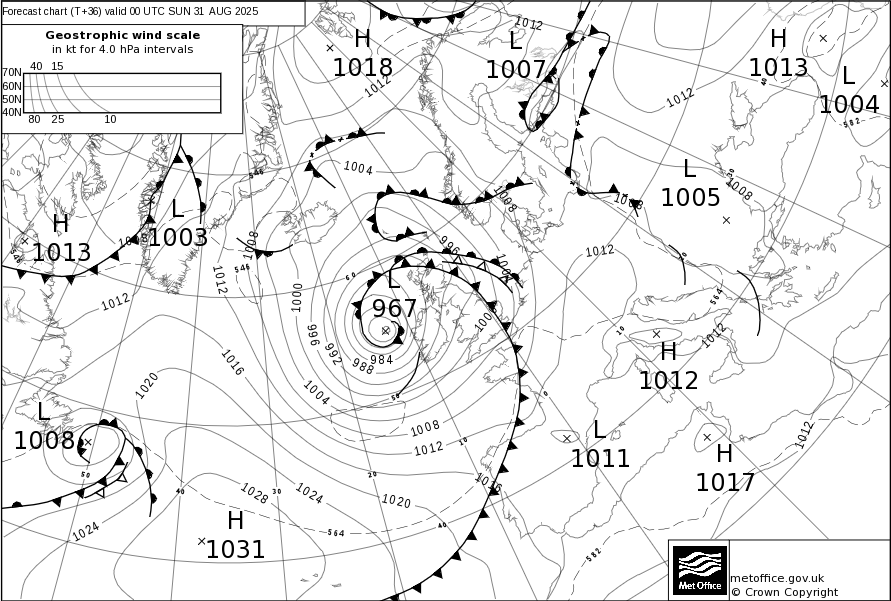 Forecast chart (T+36) valid 00 UTC SUN 31 AUG 2025
Geostrophic wind scale
in kt for 4.0 hPa intervals
40 15
70N
60N
50N
40N
80 25 10
H
1018
L
1007
H
1013
L
1004
1012
1012
1012
582
1004
546
L
1005
1008
1008
1008
H
1013
L
1003
1008
546
1012
1012
1000
996
60
L
967
996
992
988
984
1012
564
1012
10
H
1012
1016
1020
1004
50
0
L
1008
50
1008
1012
10
L
1011
H
1017
1012
1028
1024
1020
1016
20
30
40
40
564
1024
H
1031
582
Met Office
metoffice.gov.uk
© Crown Copyright